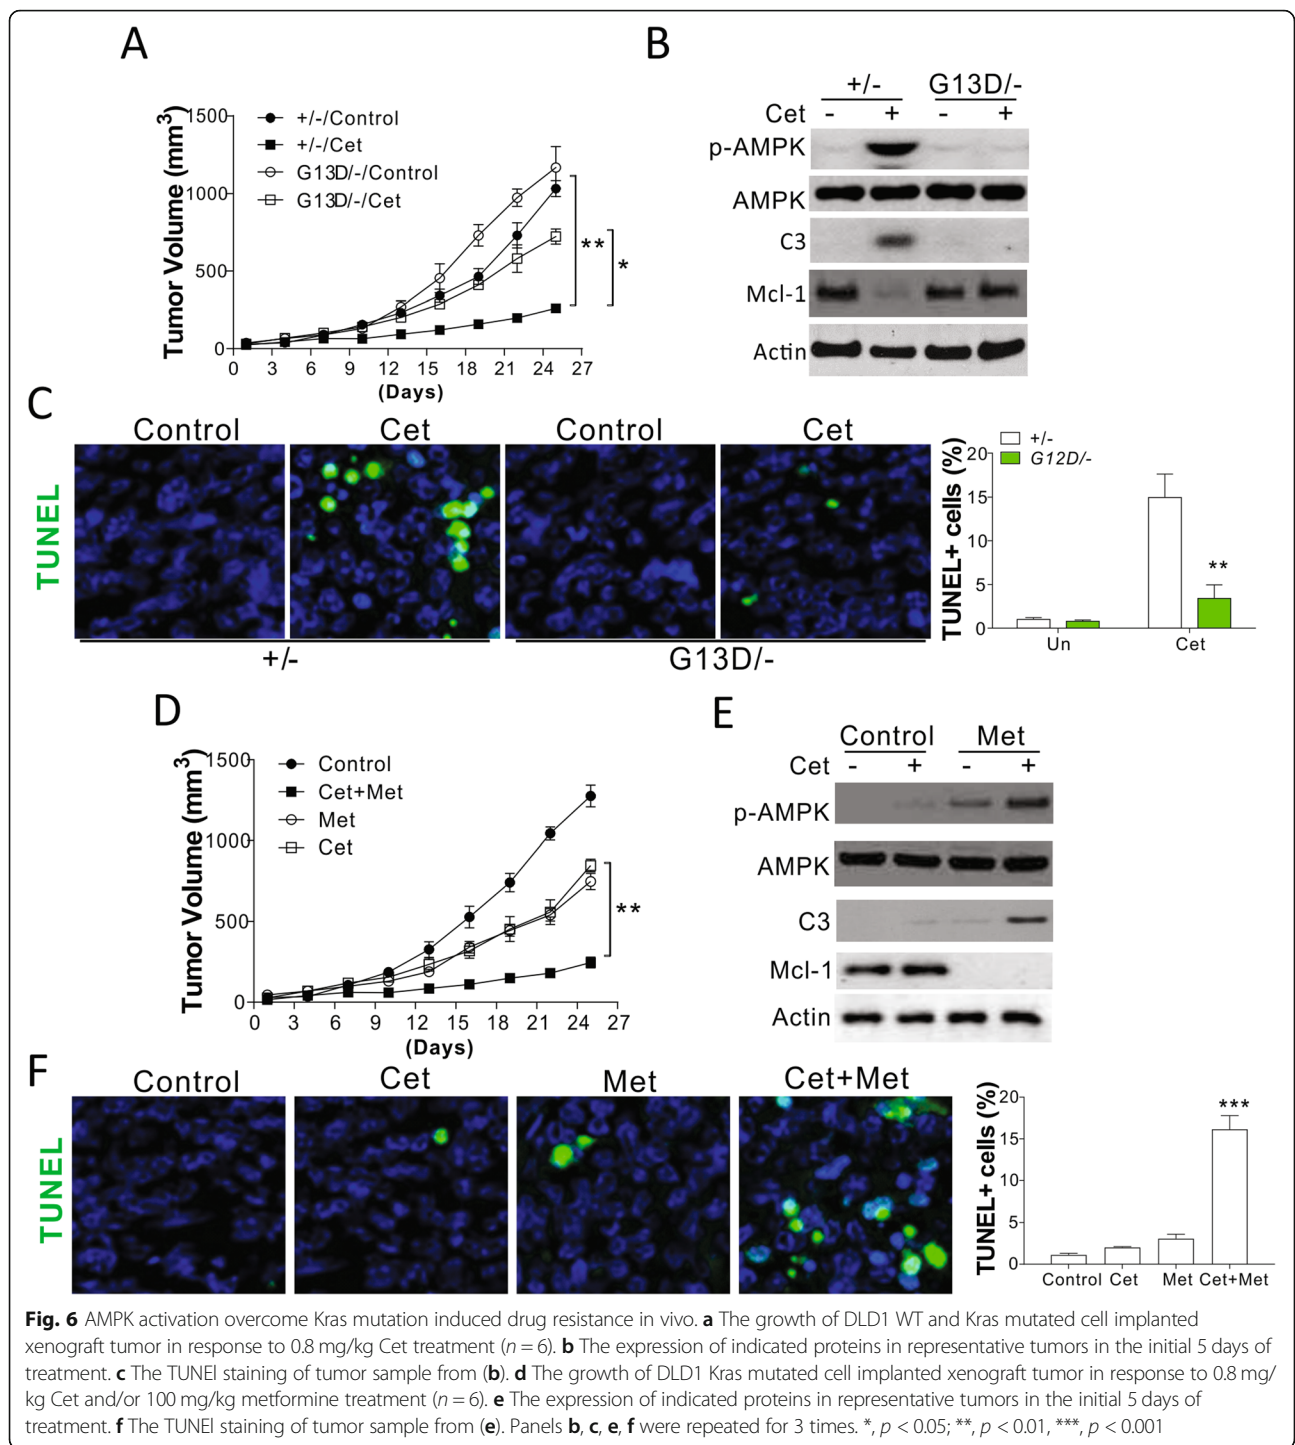 A
Tumor Volume (mm3)
1500
1000
500
0
0 3 6 9 12 15 18 21 24 27
(Days)
+/-/Control
+/-/Cet
G13D/-/Control
G13D/-/Cet
**
*
B
+/- G13D/-
Cet - + - +
p-AMPK
AMPK
C3
Mcl-1
Actin
C
Control Cet Control Cet
TUNEL
+/- G13D/-
TUNEL+ cells (%)
+/-
G12D/-
20
15
10
5
0
**
Un Cet
D
Tumor Volume (mm3)
1500
1000
500
0
0 3 6 9 12 15 18 21 24 27
(Days)
Control
Cet+Met
Met
Cet
**
E
Control Met
Cet - + - +
p-AMPK
AMPK
C3
Mcl-1
Actin
F
Control Cet Met Cet+Met
TUNEL
TUNEL+ cells (%)
20
15
10
5
0
***
Control Cet Met Cet+Met
Fig. 6 AMPK activation overcome Kras mutation induced drug resistance in vivo. a The growth of DLD1 WT and Kras mutated cell implanted
xenograft tumor in response to 0.8 mg/kg Cet treatment (n = 6). b The expression of indicated proteins in representative tumors in the initial 5 days of
treatment. c The TUNEl staining of tumor sample from (b). d The growth of DLD1 Kras mutated cell implanted xenograft tumor in response to 0.8 mg/
kg Cet and/or 100 mg/kg metformine treatment (n = 6). e The expression of indicated proteins in representative tumors in the initial 5 days of
treatment. f The TUNEl staining of tumor sample from (e). Panels b, c, e, f were repeated for 3 times. *, p < 0.05; **, p < 0.01, ***, p < 0.001